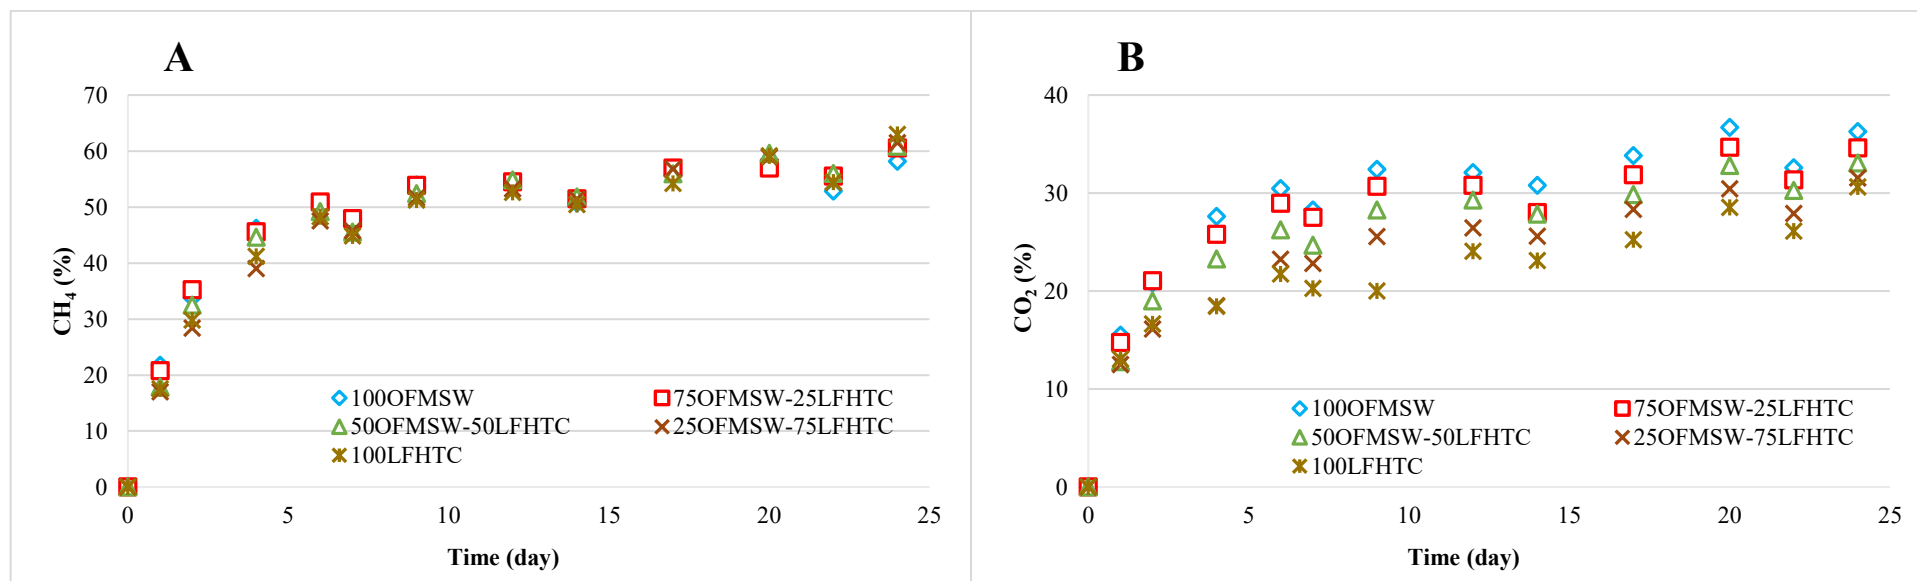 A
70
60
50
40
30
20
10
0
CH₄ (%)
100OFMSW 75OFMSW-25LFHTC
50OFMSW-50LFHTC 25OFMSW-75LFHTC
100LFHTC
0 5 10 15 20 25
Time (day)
B
40
30
20
10
0
CO₂ (%)
100OFMSW 75OFMSW-25LFHTC
50OFMSW-50LFHTC 25OFMSW-75LFHTC
100LFHTC
0 5 10 15 20 25
Time (day)